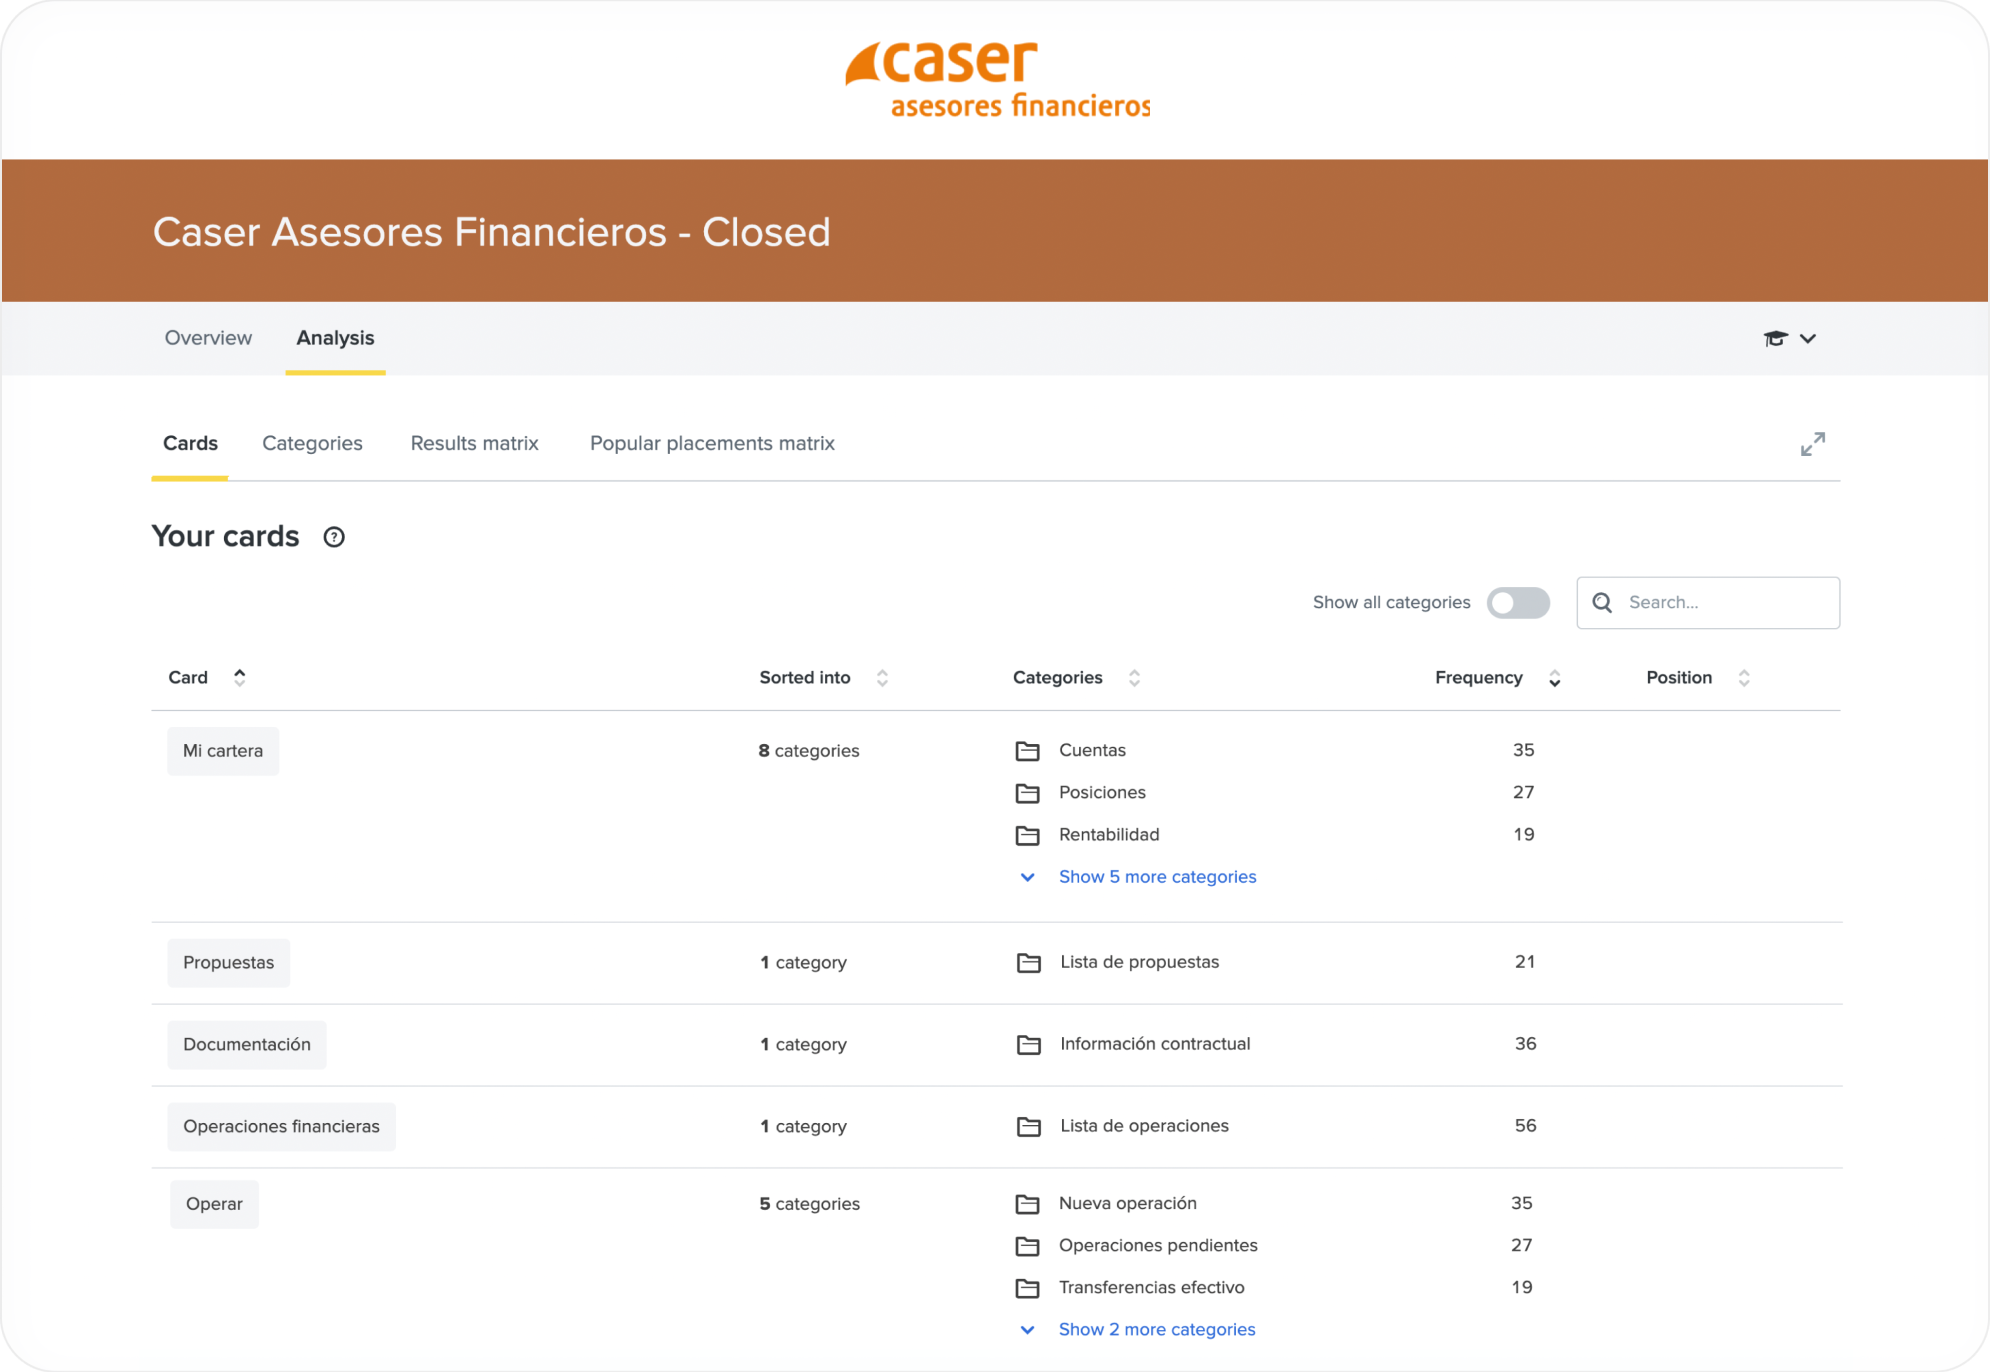 caser
asesores financieros
Caser Asesores Financieros - Closed
Overview Analysis
Cards Categories Results matrix Popular placements matrix
Your cards ?
Show all categories Search...
Card Sorted into Categories Frequency Position
Mi cartera 8 categories Cuentas 35
Posiciones 27
Rentabilidad 19
Show 5 more categories
Propuestas 1 category Lista de propuestas 21
Documentación 1 category Información contractual 36
Operaciones financieras 1 category Lista de operaciones 56
Operar 5 categories Nueva operación 35
Operaciones pendientes 27
Transferencias efectivo 19
Show 2 more categories